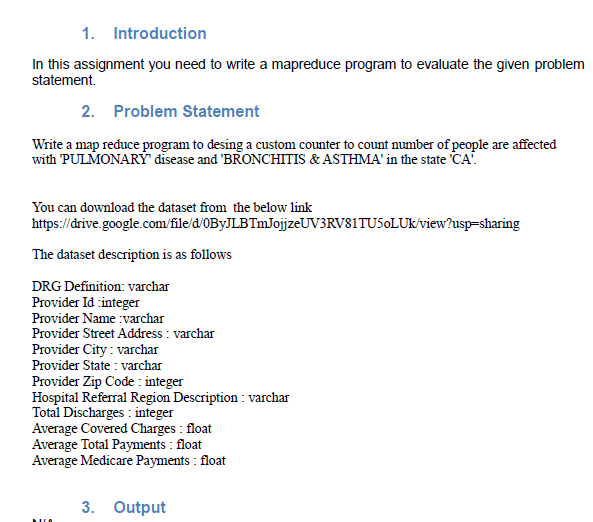 1. Introduction
In this assignment you need to write a mapreduce program to evaluate the given problem
statement.
2. Problem Statement
Write a map reduce program to desing a custom counter to count number of people are affected
with 'PULMONARY' disease and 'BRONCHITIS & ASTHMA' in the state 'CA'.
You can download the dataset from the below link
https://drive.google.com/file/d/0ByJLBTmJojjzeUV3RV81TU5oLUk/view?usp=sharing
The dataset description is as follows
DRG Definition: varchar
Provider Id :integer
Provider Name :varchar
Provider Street Address : varchar
Provider City : varchar
Provider State : varchar
Provider Zip Code : integer
Hospital Referral Region Description : varchar
Total Discharges : integer
Average Covered Charges : float
Average Total Payments : float
Average Medicare Payments : float
3. Output